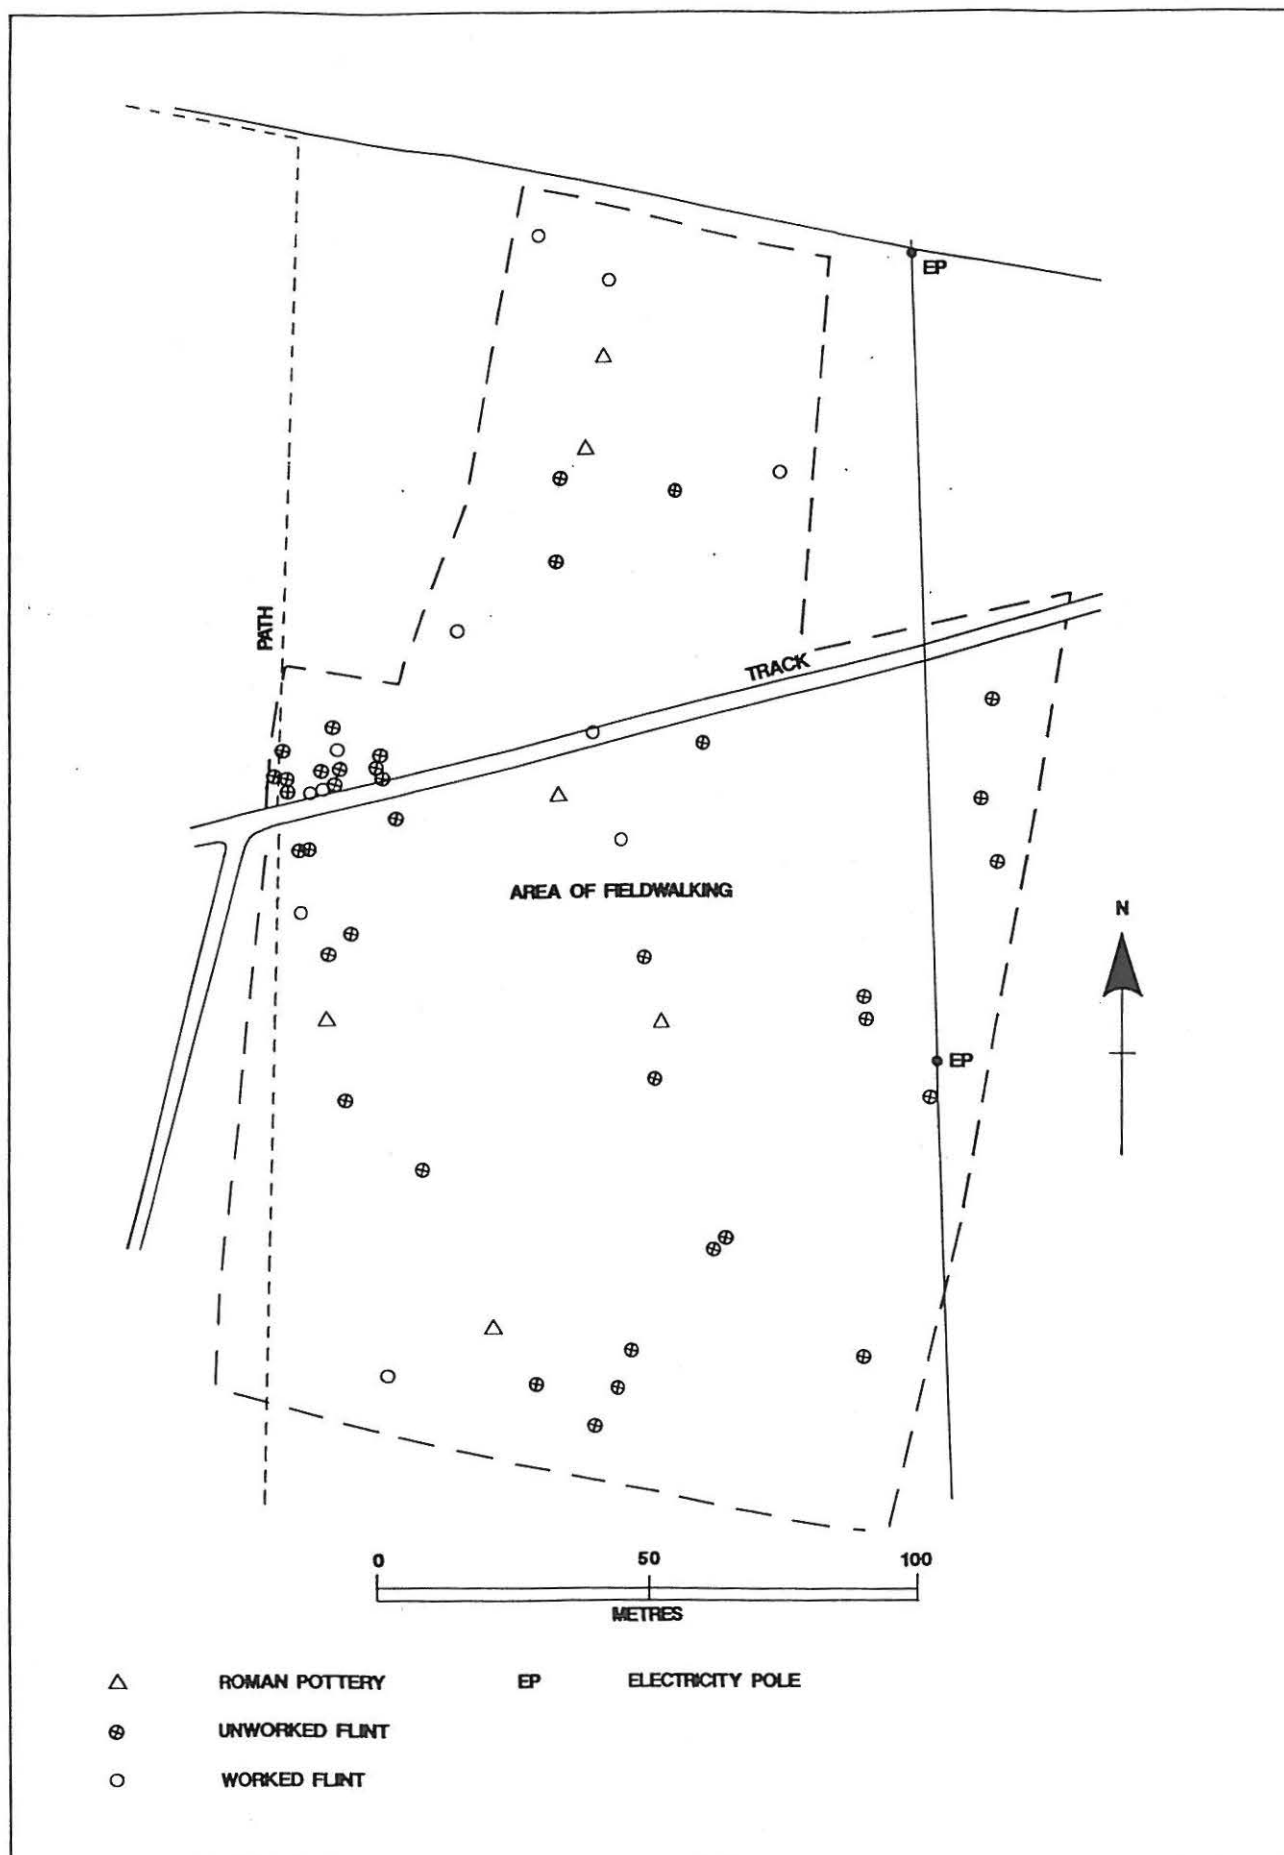 EP
PATH
TRACK
AREA OF FIELDWALKING
N
EP
0 50 100
METRES
ROMAN POTTERY EP ELECTRICITY POLE
UNWORKED FLINT
WORKED FLINT